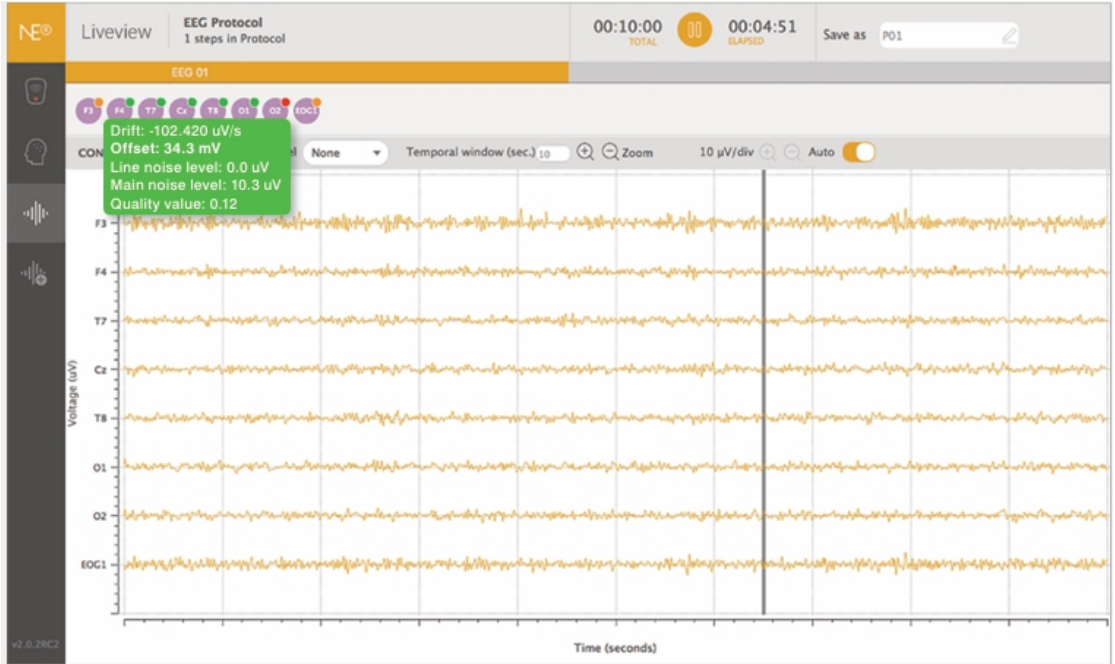 NE®
Liveview
EEG Protocol
1 steps in Protocol
00:10:00
TOTAL
00:04:51
ELAPSED
Save as
P01
EEG 01
F3 F4 T7 Cz T8 O1 O2 EOG1
Drift: -102.420 uV/s
Offset: 34.3 mV
Line noise level: 0.0 uV
Main noise level: 10.3 uV
Quality value: 0.12
CON
None
Temporal window (sec.) 10
Zoom
10 µV/div
Auto
Voltage (uV)
F3
F4
T7
Cz
T8
O1
O2
EOG1
Time (seconds)
v2.0.2RC2